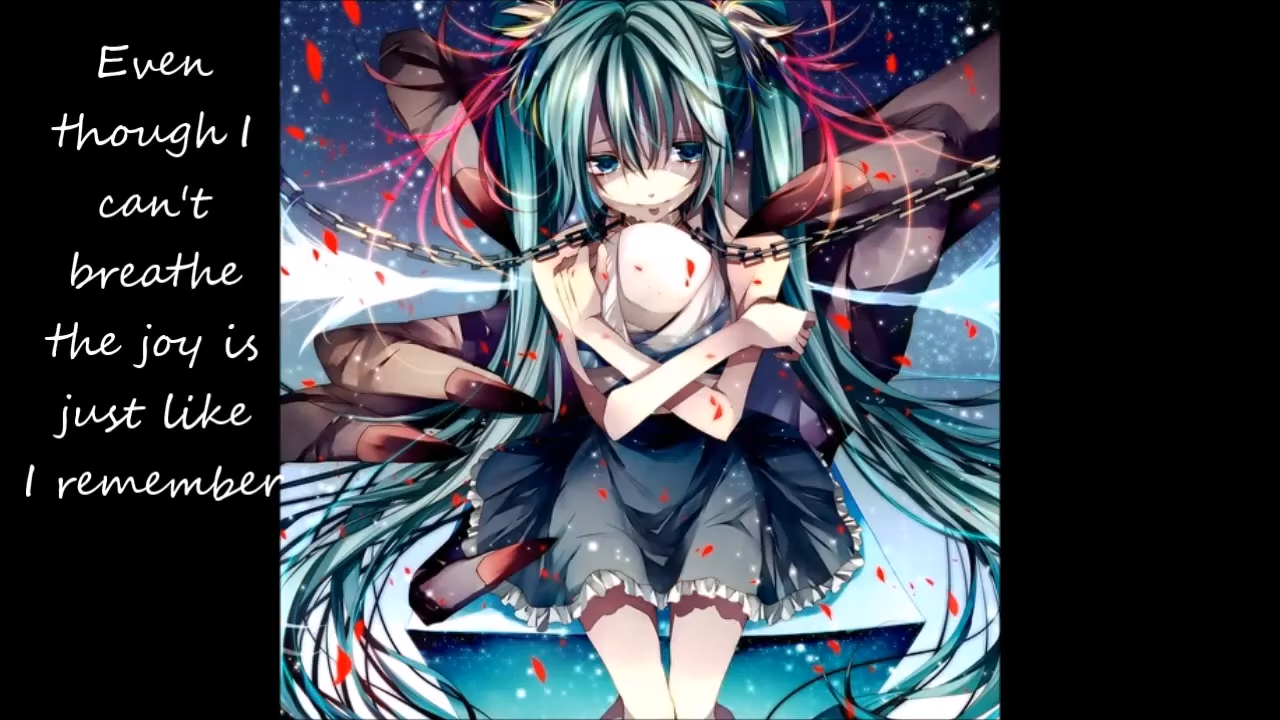 Even
though I
can't
breathe
the joy is
just like
I remember